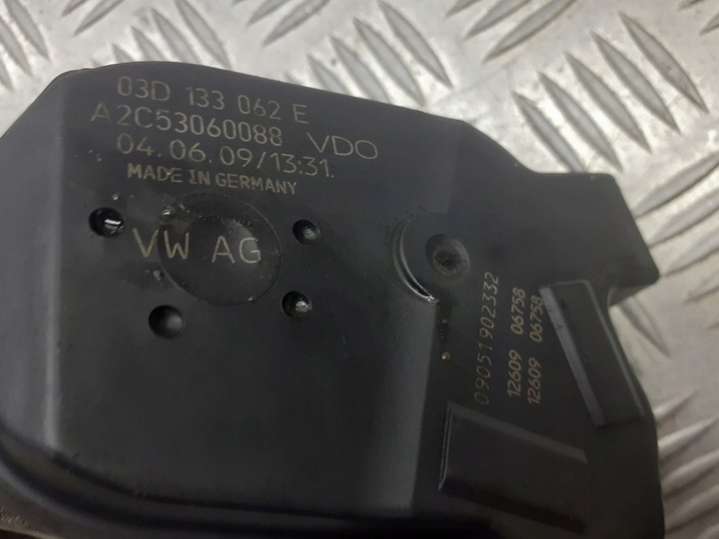 03D 133 062 E
A2C53060088 VDO
04.06.09/13:31
MADE IN GERMANY
VW AG
09051902332
12609 06758
12609 06758